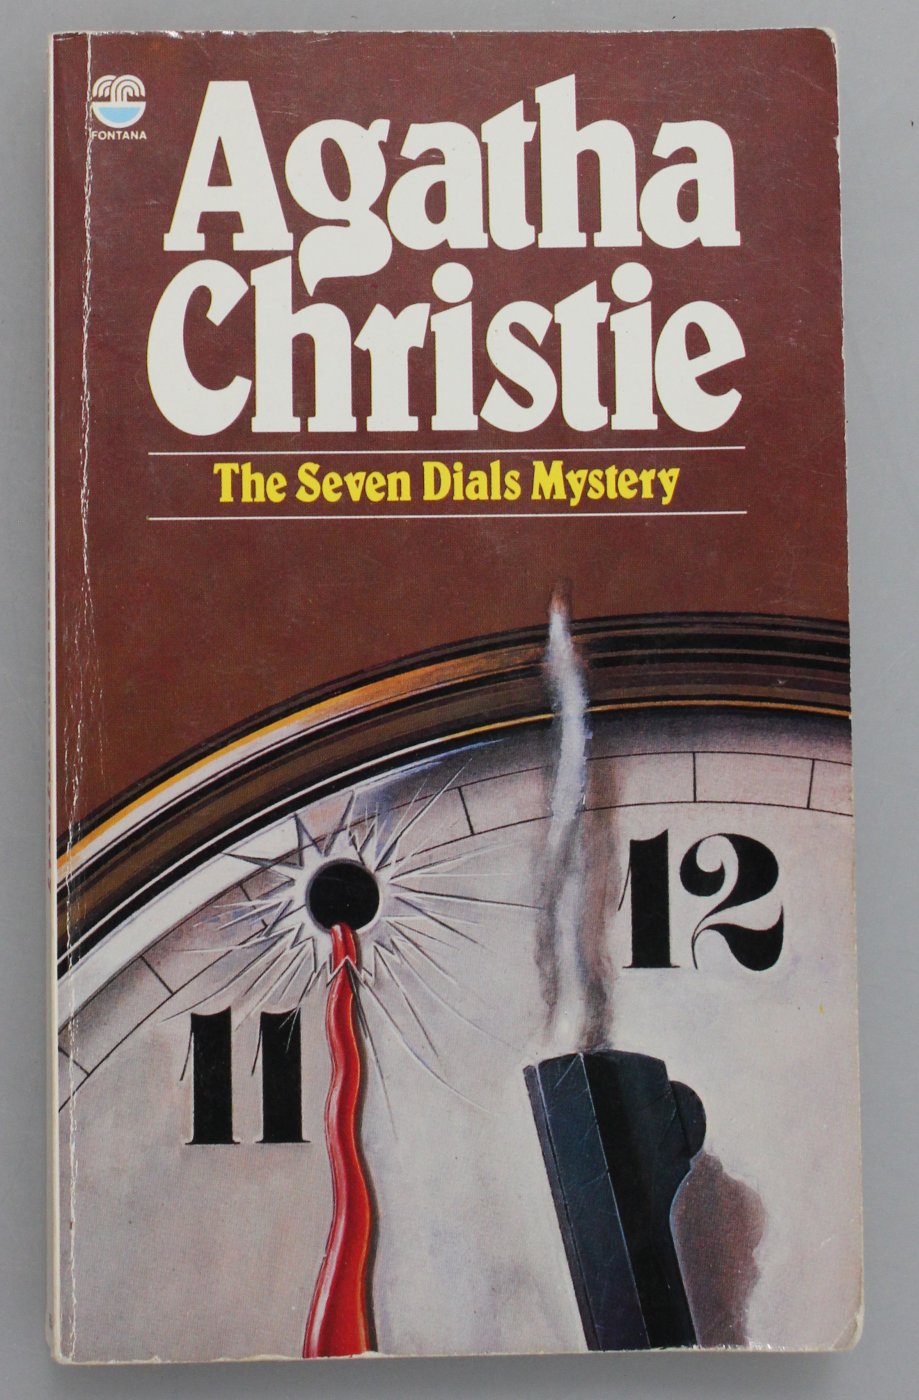 FONTANA
Agatha
Christie
The Seven Dials Mystery
12
11